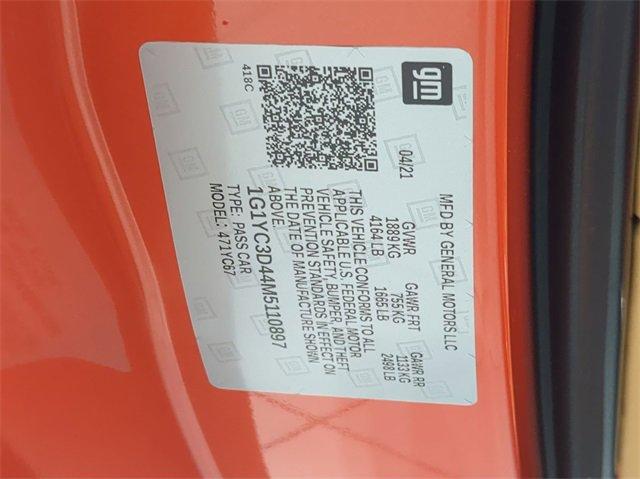 gm
MFD BY GENERAL MOTORS LLC
04/21
GVWR GAWR FRT GAWR RR
1889 KG 755 KG 1133 KG
4164 LB 1665 LB 2498 LB
THIS VEHICLE CONFORMS TO ALL
APPLICABLE U.S. FEDERAL MOTOR
VEHICLE SAFETY, BUMPER, AND THEFT
PREVENTION STANDARDS IN EFFECT ON
THE DATE OF MANUFACTURE SHOWN
ABOVE.
1G1YC3D44M5110897
TYPE: PASS CAR
MODEL: 471YC67
418C